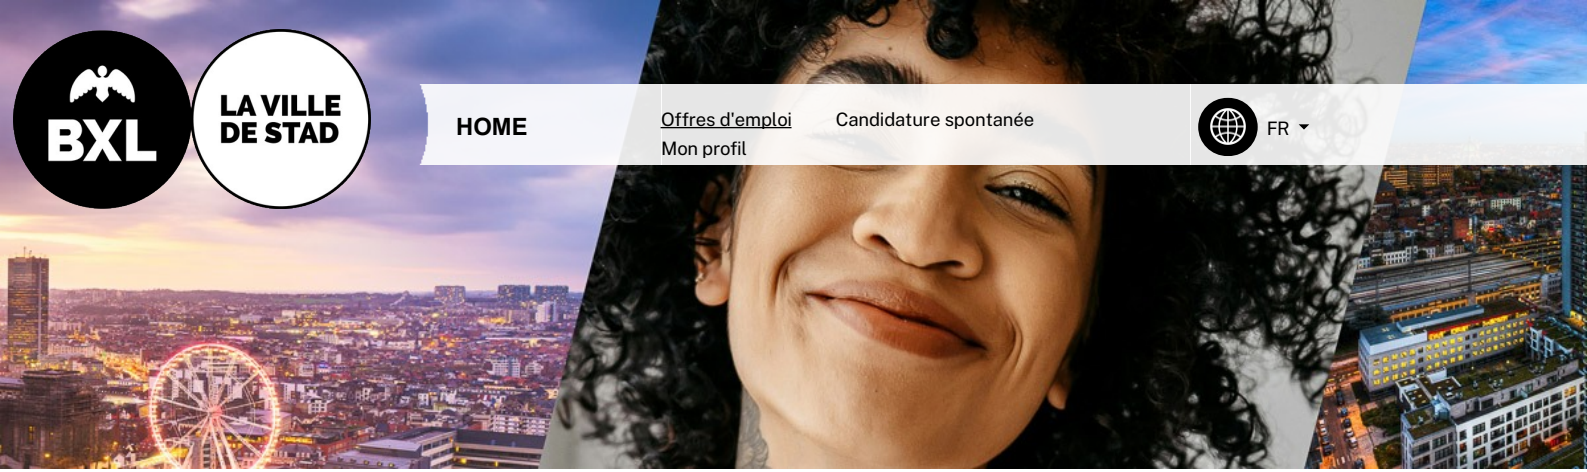 BXL
LA VILLE
DE STAD
HOME
Offres d'emploi
Candidature spontanée
Mon profil
FR